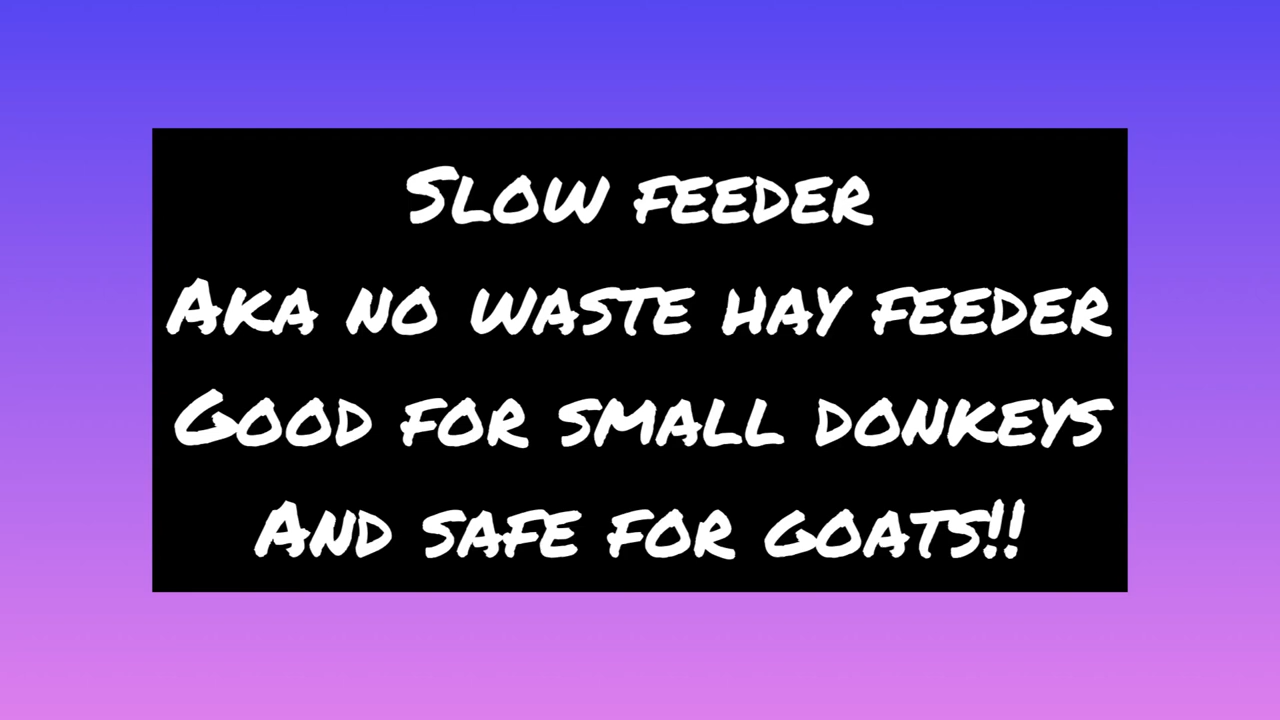 Slow feeder
Aka no waste hay feeder
Good for small donkeys
And safe for goats!!